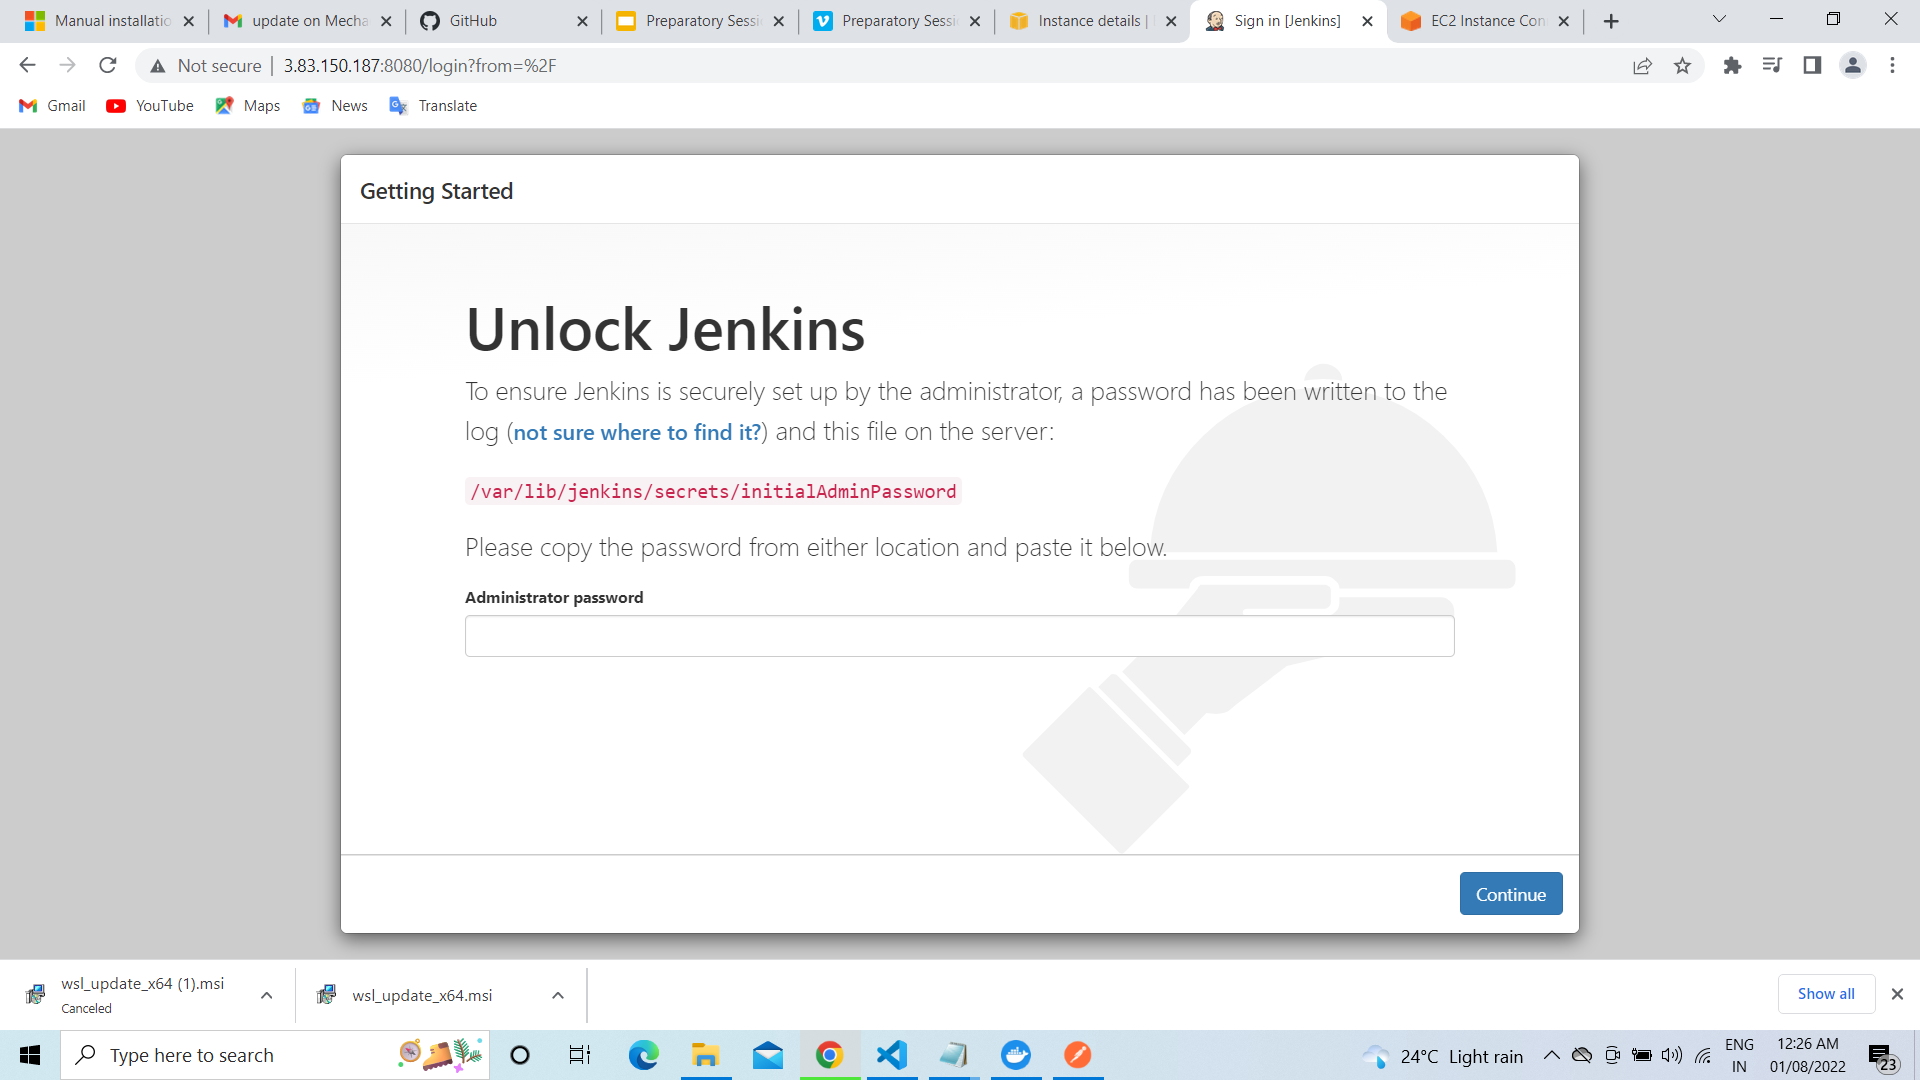 Manual installatio
update on Mecha
GitHub
Preparatory Sessi
Preparatory Sessi
Instance details |
Sign in [Jenkins]
EC2 Instance Con
Not secure | 3.83.150.187:8080/login?from=%2F
Gmail
YouTube
Maps
News
Translate
Getting Started
Unlock Jenkins
To ensure Jenkins is securely set up by the administrator, a password has been written to the
log (not sure where to find it?) and this file on the server:
/var/lib/jenkins/secrets/initialAdminPassword
Please copy the password from either location and paste it below.
Administrator password
Continue
wsl_update_x64 (1).msi
Canceled
wsl_update_x64.msi
Show all
Type here to search
24°C Light rain
ENG
IN
12:26 AM
01/08/2022
23